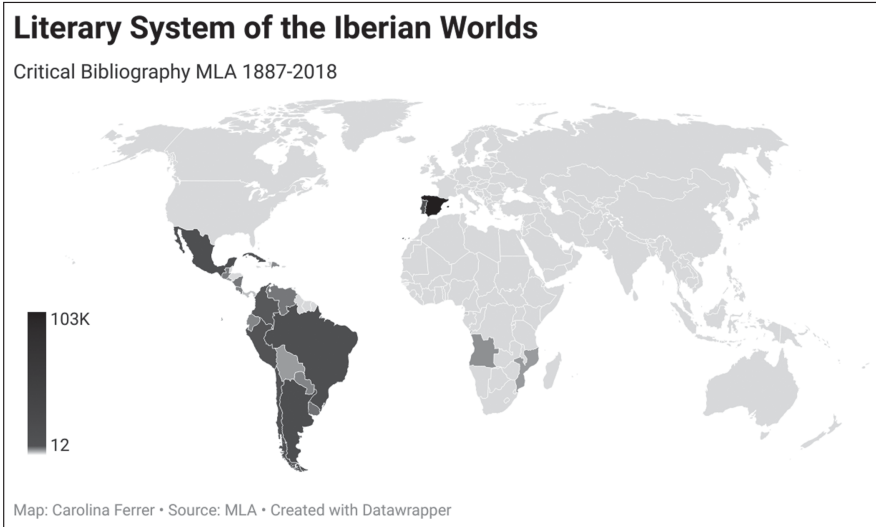 Literary System of the Iberian Worlds
Critical Bibliography MLA 1887-2018
103K
12
Map: Carolina Ferrer • Source: MLA • Created with Datawrapper